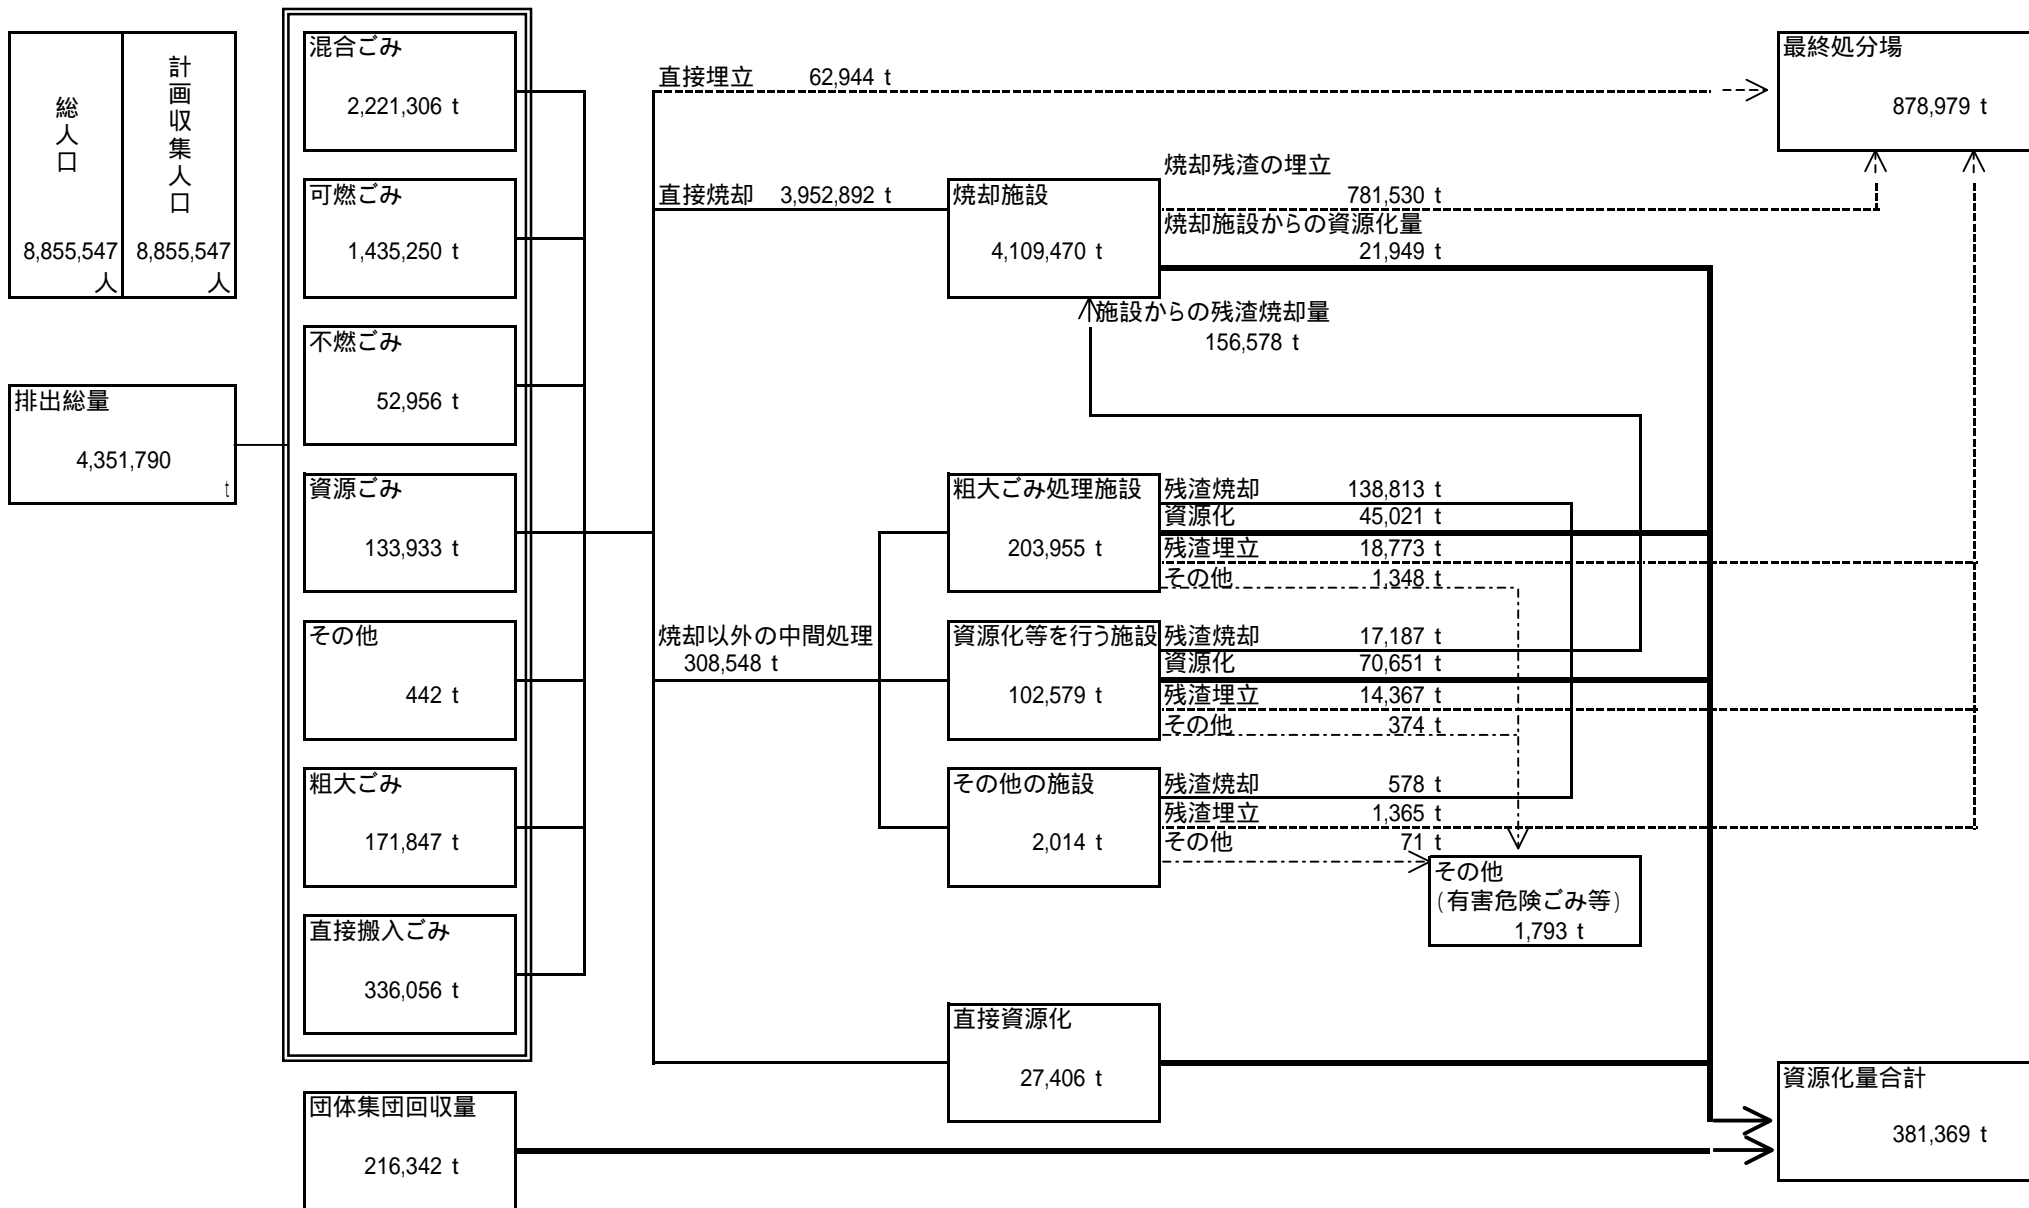 総人口
8,855,547
人
計画収集人口
8,855,547
人
排出総量
4,351,790
t
混合ごみ
2,221,306 t
可燃ごみ
1,435,250 t
不燃ごみ
52,956 t
資源ごみ
133,933 t
その他
442 t
粗大ごみ
171,847 t
直接搬入ごみ
336,056 t
団体集団回収量
216,342 t
直接埋立 62,944 t
直接焼却 3,952,892 t
焼却以外の中間処理
308,548 t
焼却施設
4,109,470 t
焼却残渣の埋立
781,530 t
焼却施設からの資源化量
21,949 t
施設からの残渣焼却量
156,578 t
粗大ごみ処理施設
203,955 t
残渣焼却 138,813 t
資源化 45,021 t
残渣埋立 18,773 t
その他 1,348 t
資源化等を行う施設
102,579 t
残渣焼却 17,187 t
資源化 70,651 t
残渣埋立 14,367 t
その他 374 t
その他の施設
2,014 t
残渣焼却 578 t
残渣埋立 1,365 t
その他 71 t
その他
(有害危険ごみ等)
1,793 t
直接資源化
27,406 t
最終処分場
878,979 t
資源化量合計
381,369 t